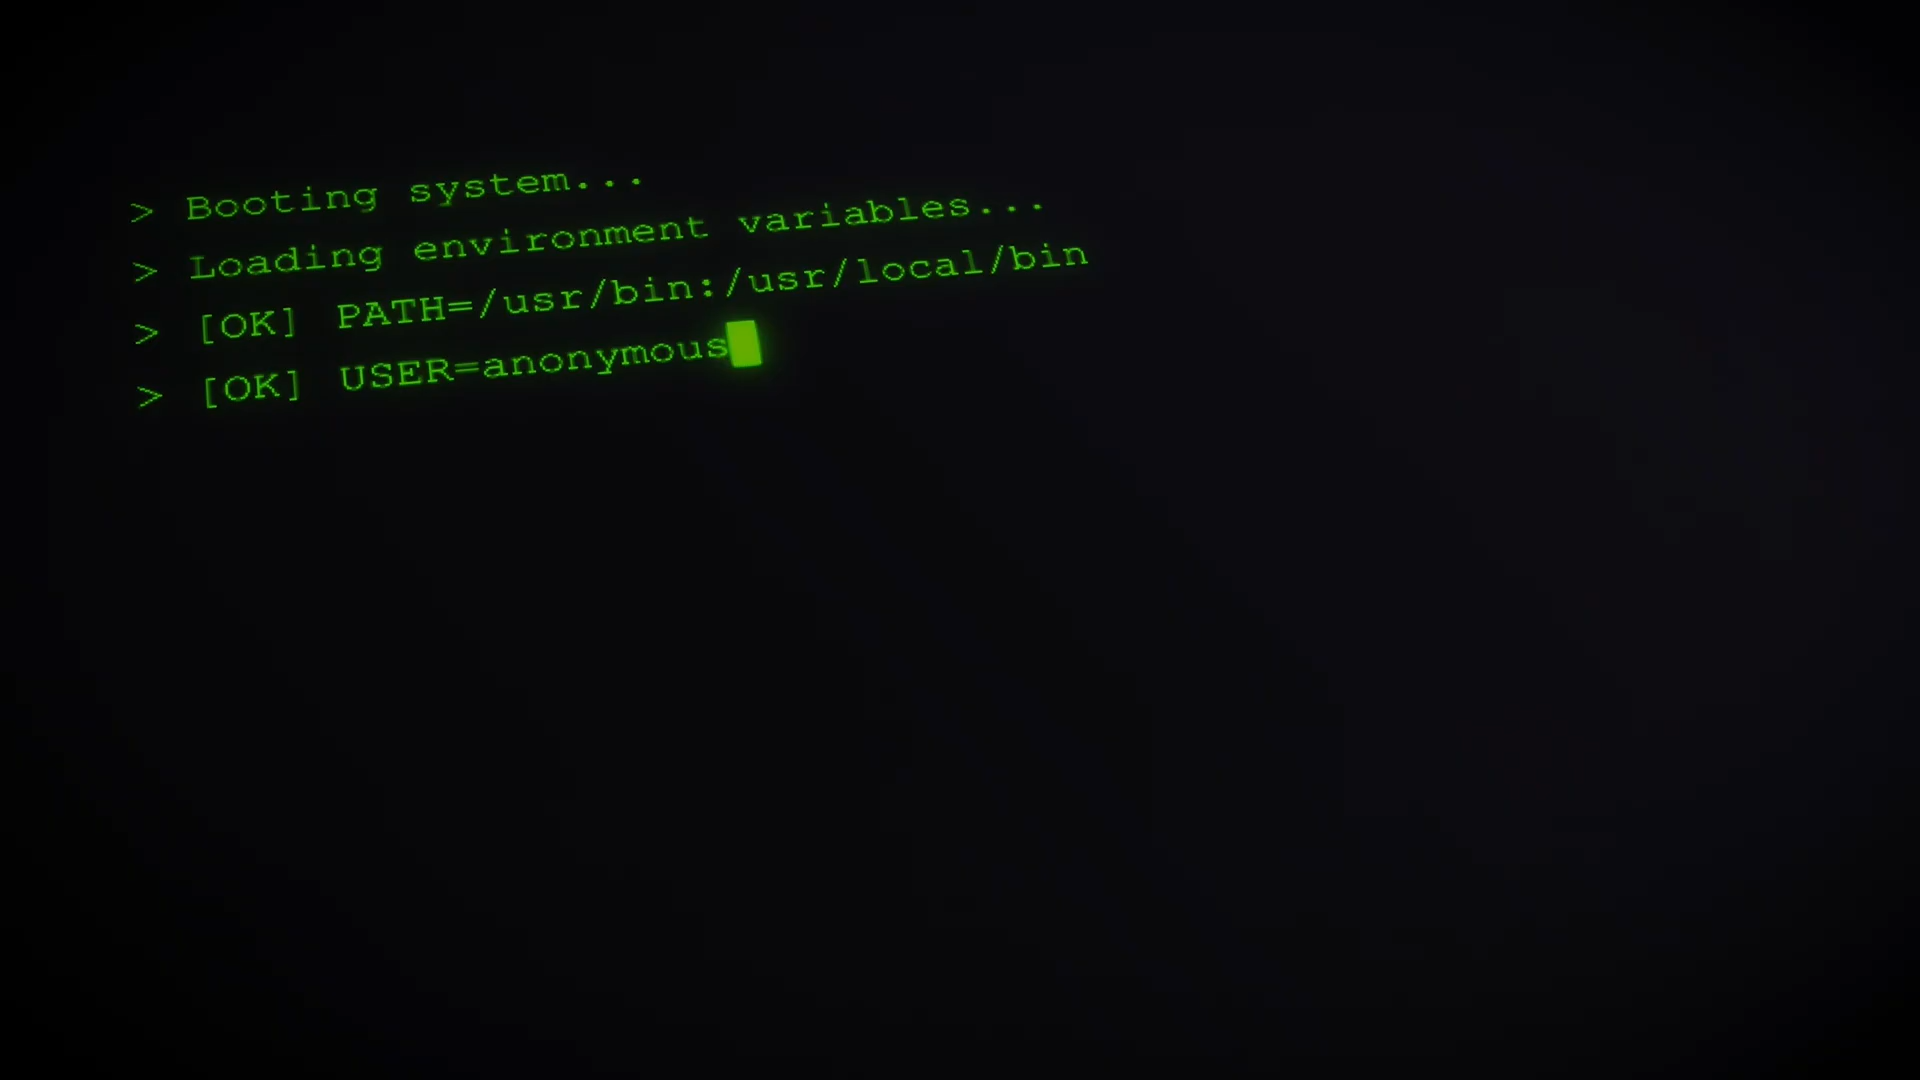 > Booting system...
> Loading environment variables...
> [OK] PATH=/usr/bin:/usr/local/bin
> [OK] USER=anonymous